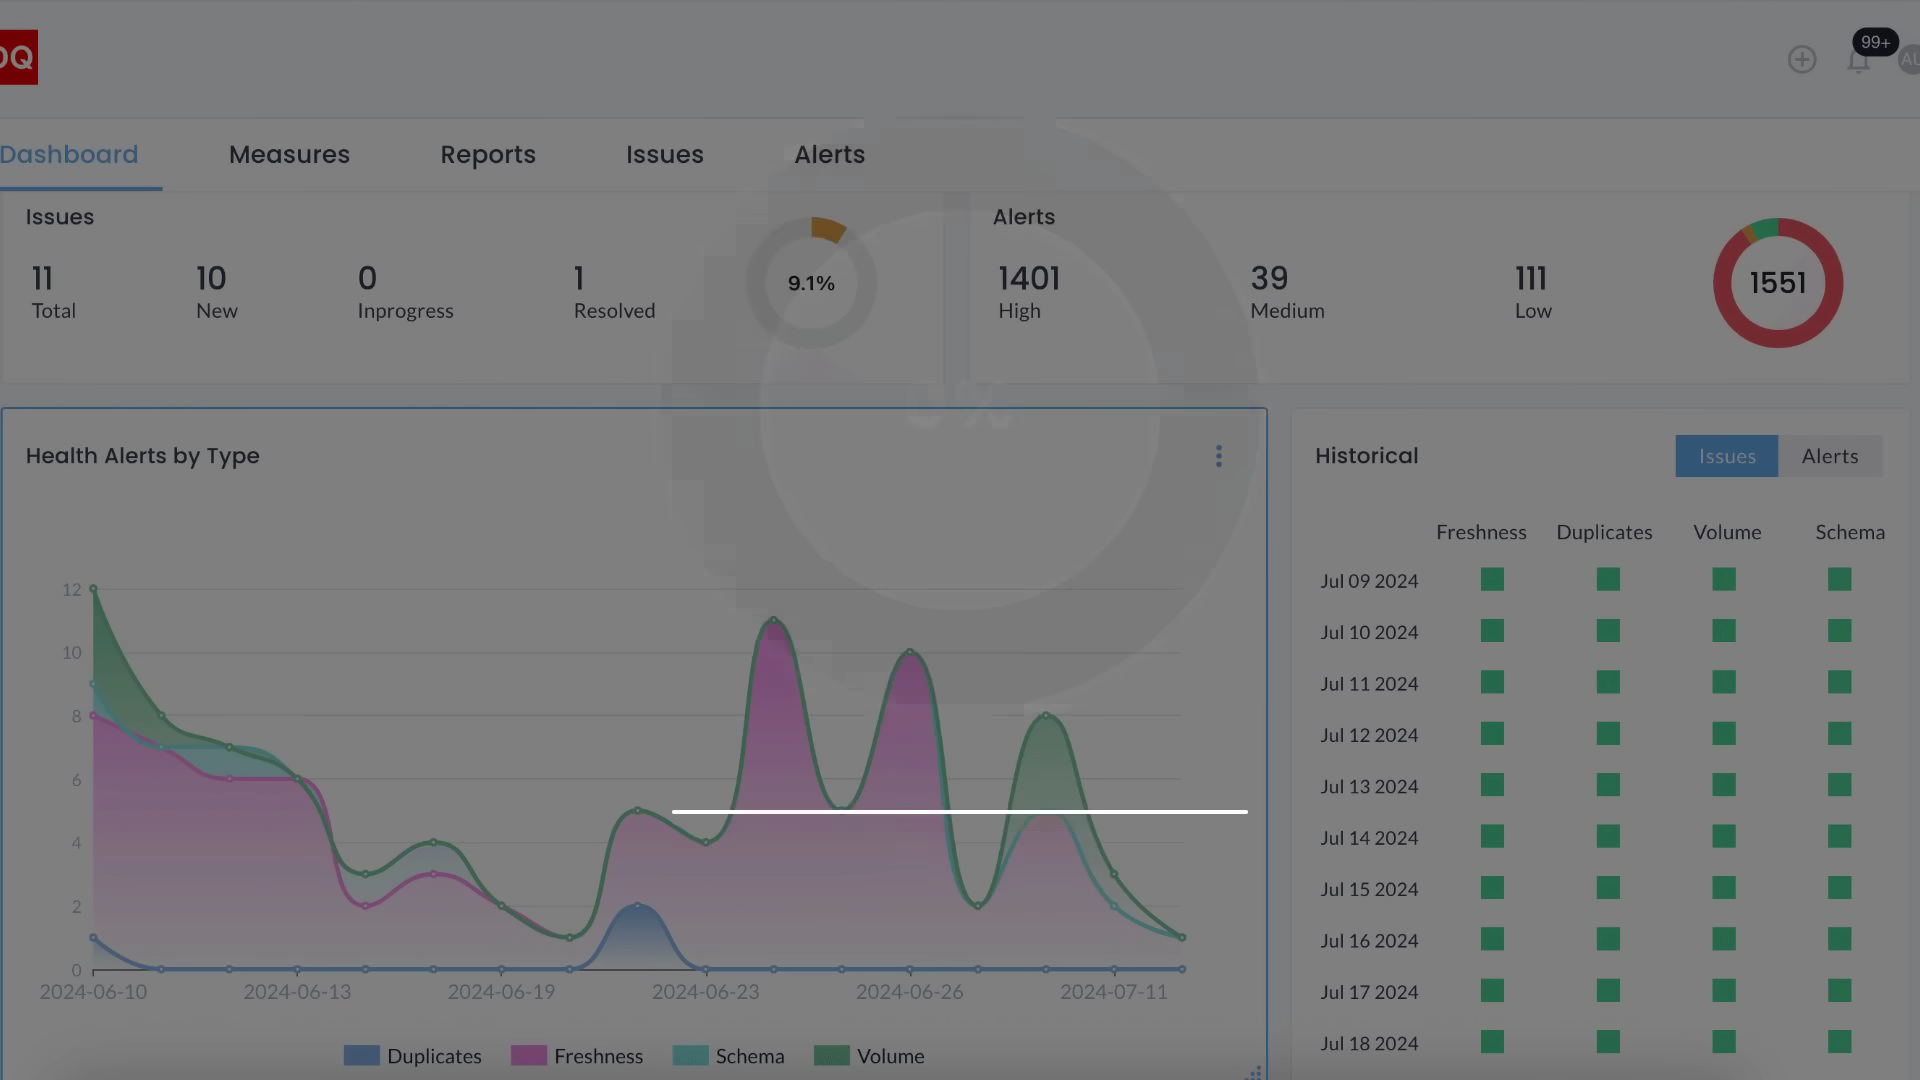 DQ
99+
AU
Dashboard
Measures
Reports
Issues
Alerts
Issues
11
Total
10
New
0
Inprogress
1
Resolved
9.1%
Alerts
1401
High
39
Medium
111
Low
1551
Health Alerts by Type
12
10
8
6
4
2
0
2024-06-10
2024-06-13
2024-06-19
2024-06-23
2024-06-26
2024-07-11
Duplicates
Freshness
Schema
Volume
Historical
Issues
Alerts
Freshness Duplicates Volume Schema
Jul 09 2024
Jul 10 2024
Jul 11 2024
Jul 12 2024
Jul 13 2024
Jul 14 2024
Jul 15 2024
Jul 16 2024
Jul 17 2024
Jul 18 2024